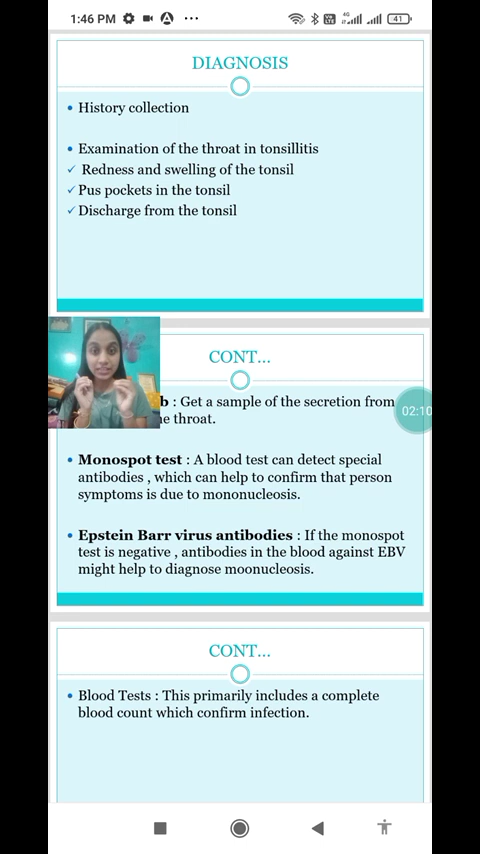 1:46 PM
4G
41
DIAGNOSIS
• History collection
• Examination of the throat in tonsillitis
✓ Redness and swelling of the tonsil
✓ Pus pockets in the tonsil
✓ Discharge from the tonsil
CONT...
b : Get a sample of the secretion from
throat.
02:10
• Monospot test : A blood test can detect special
antibodies , which can help to confirm that person
symptoms is due to mononucleosis.
• Epstein Barr virus antibodies : If the monospot
test is negative , antibodies in the blood against EBV
might help to diagnose moonucleosis.
CONT...
• Blood Tests : This primarily includes a complete
blood count which confirm infection.